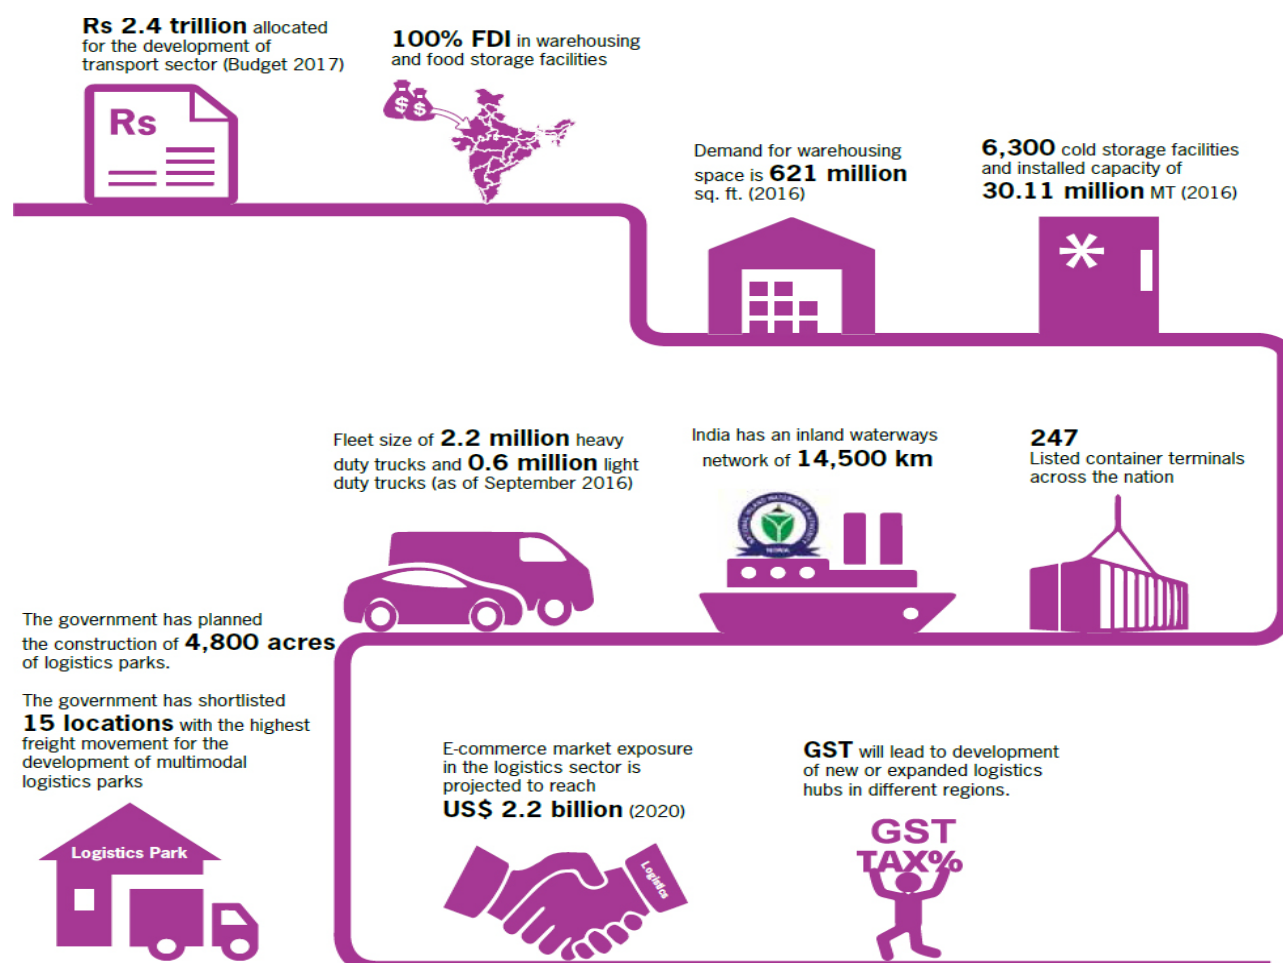 Rs 2.4 trillion allocated
for the development of
transport sector (Budget 2017)
Rs
100% FDI in warehousing
and food storage facilities
$ $
Demand for warehousing
space is 621 million
sq. ft. (2016)
6,300 cold storage facilities
and installed capacity of
30.11 million MT (2016)
*
Fleet size of 2.2 million heavy
duty trucks and 0.6 million light
duty trucks (as of September 2016)
India has an inland waterways
network of 14,500 km
247
Listed container terminals
across the nation
The government has planned
the construction of 4,800 acres
of logistics parks.
The government has shortlisted
15 locations with the highest
freight movement for the
development of multimodal
logistics parks
Logistics Park
E-commerce market exposure
in the logistics sector is
projected to reach
US$ 2.2 billion (2020)
Logistics
GST will lead to development
of new or expanded logistics
hubs in different regions.
GST
TAX%